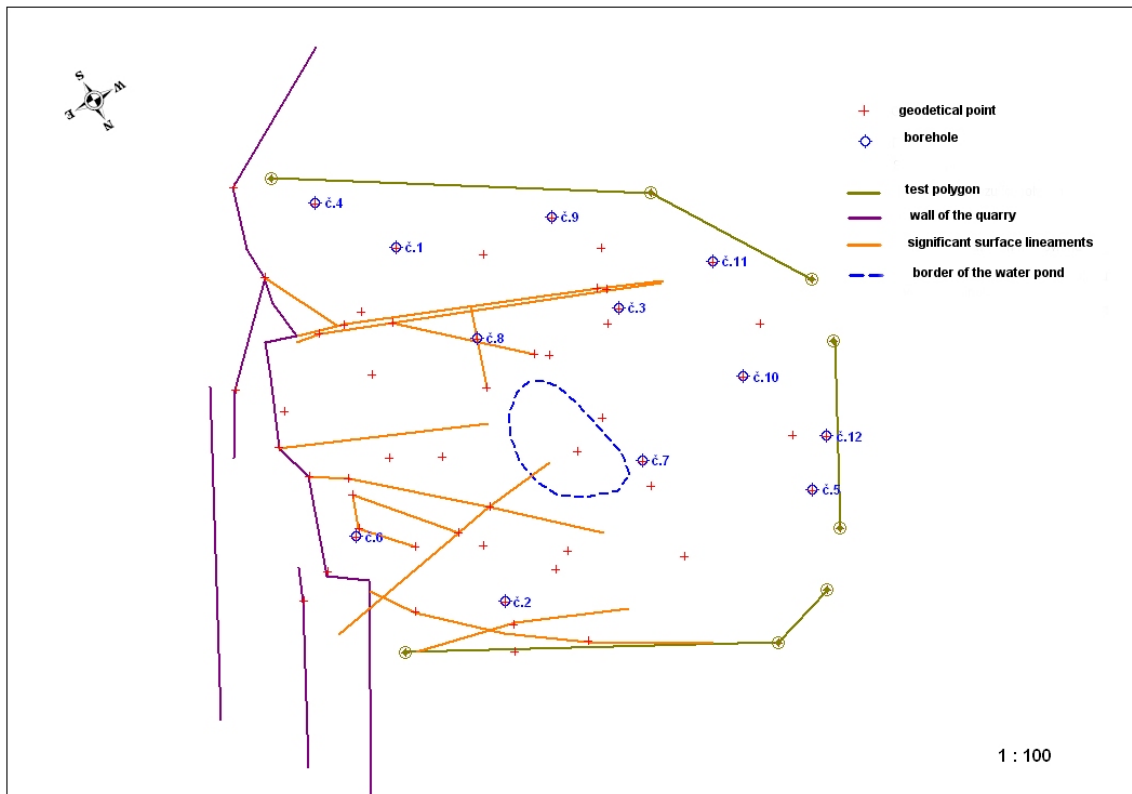 S
W
E
N
geodetical point
borehole
test polygon
wall of the quarry
significant surface lineaments
border of the water pond
č.4
č.9
č.1
č.11
č.3
č.8
č.10
č.12
č.7
č.5
č.6
č.2
1 : 100